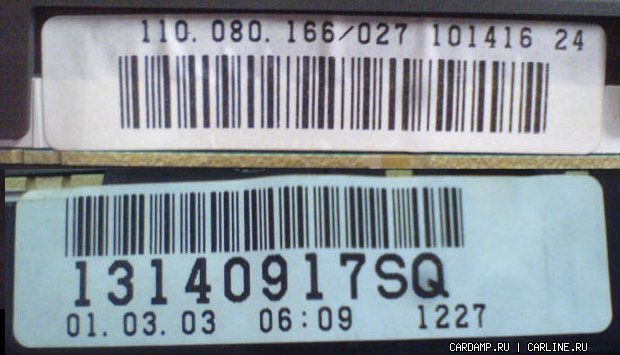 110.080.166/027 101416 24
13140917SQ
01.03.03 06:09 1227
CARDAMP.RU | CARLINE.RU